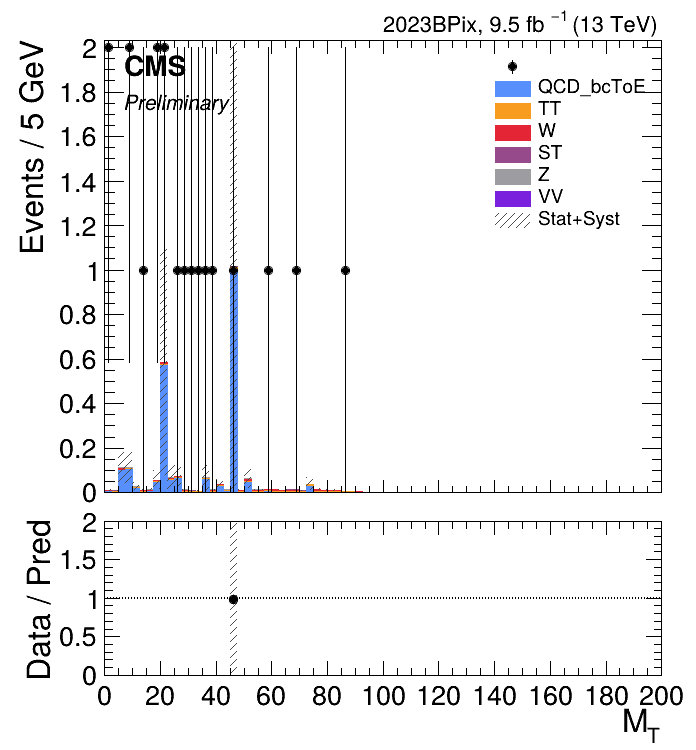 2023BPix, 9.5 fb⁻¹ (13 TeV)
CMS
Preliminary
QCD_bcToE
TT
W
ST
Z
VV
Stat+Syst
Events / 5 GeV
2
1.8
1.6
1.4
1.2
1
0.8
0.6
0.4
0.2
0
Data / Pred
2
1.5
1
0.5
0
0 20 40 60 80 100 120 140 160 180 200
M_T